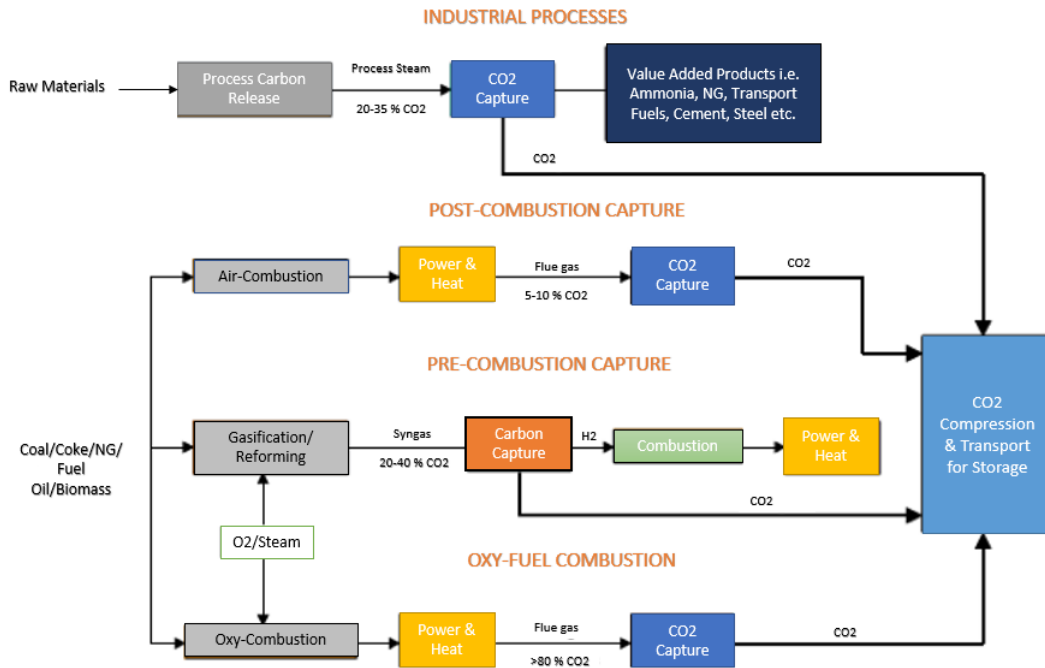 INDUSTRIAL PROCESSES
Raw Materials
Process Carbon
Release
Process Steam
20-35 % CO2
CO2
Capture
Value Added Products i.e.
Ammonia, NG, Transport
Fuels, Cement, Steel etc.
CO2
POST-COMBUSTION CAPTURE
Air-Combustion
Power &
Heat
Flue gas
5-10 % CO2
CO2
Capture
CO2
PRE-COMBUSTION CAPTURE
Coal/Coke/NG/
Fuel
Oil/Biomass
Gasification/
Reforming
Syngas
20-40 % CO2
Carbon
Capture
H2
Combustion
Power &
Heat
CO2
CO2
Compression
& Transport
for Storage
O2/Steam
OXY-FUEL COMBUSTION
Oxy-Combustion
Power &
Heat
Flue gas
>80 % CO2
CO2
Capture
CO2